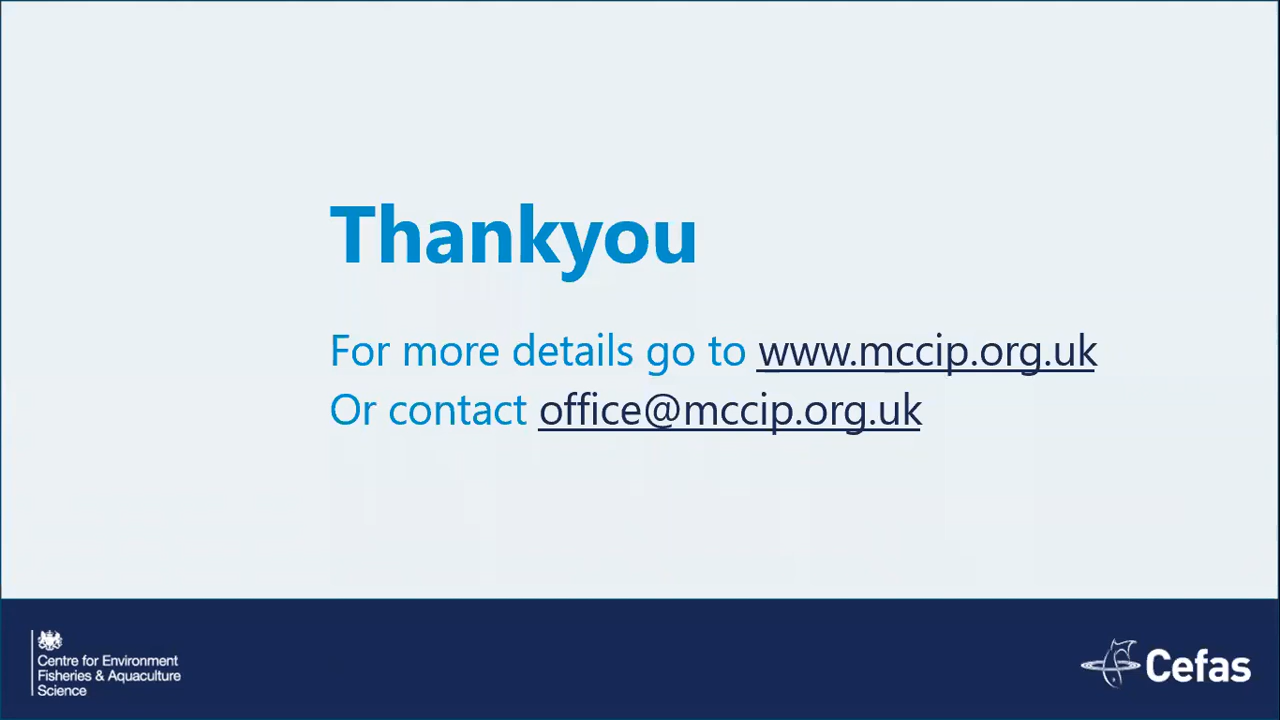 Thankyou
For more details go to www.mccip.org.uk
Or contact office@mccip.org.uk
Centre for Environment
Fisheries & Aquaculture
Science
Cefas